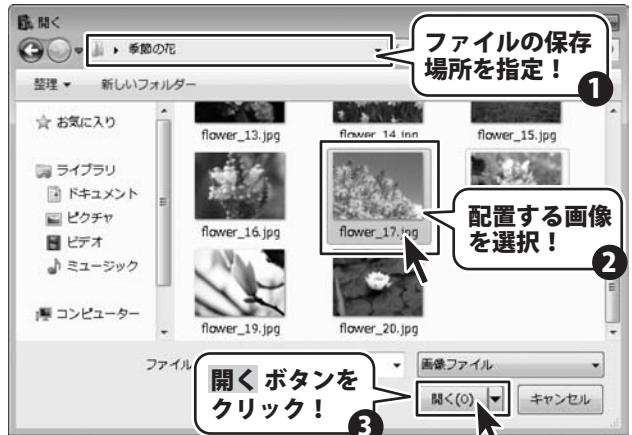 開く
季節の花
ファイルの保存
場所を指定！
1
整理
新しいフォルダー
お気に入り
flower_13.jpg
flower_14.jpg
flower_15.jpg
ライブラリ
ドキュメント
ピクチャ
ビデオ
ミュージック
flower_16.jpg
flower_17.jpg
配置する画像
を選択！
2
コンピューター
flower_19.jpg
flower_20.jpg
ファイル
画像ファイル
開く ボタンを
クリック！
3
開く(O)
キャンセル